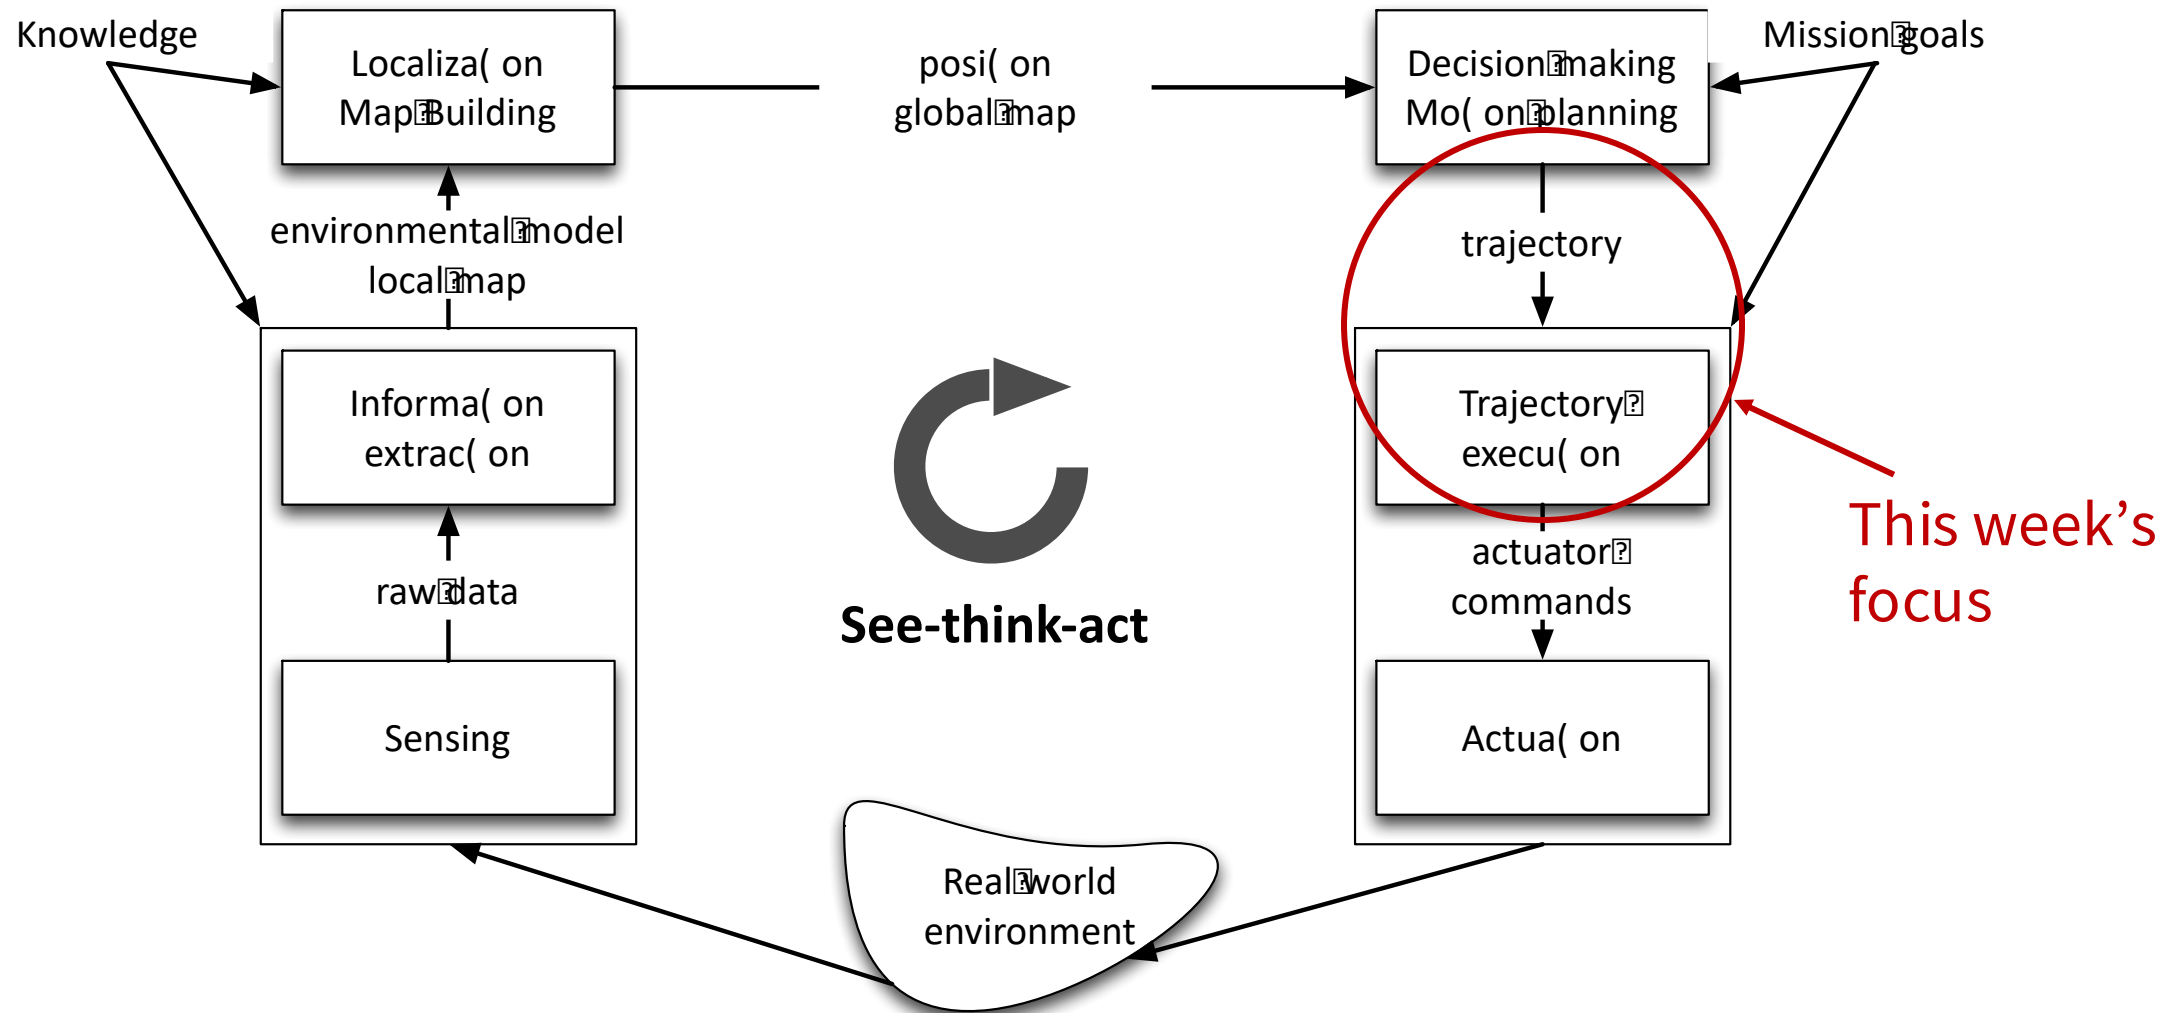 Knowledge
Localiza( on
Map⍰Building
posi( on
global⍰map
Decision⍰making
Mo( on⍰planning
Mission⍰goals
environmental⍰model
local⍰map
trajectory
Informa( on
extrac( on
Trajectory⍰
execu( on
This week’s
focus
raw⍰data
actuator⍰
commands
See-think-act
Sensing
Actua( on
Real⍰world
environment